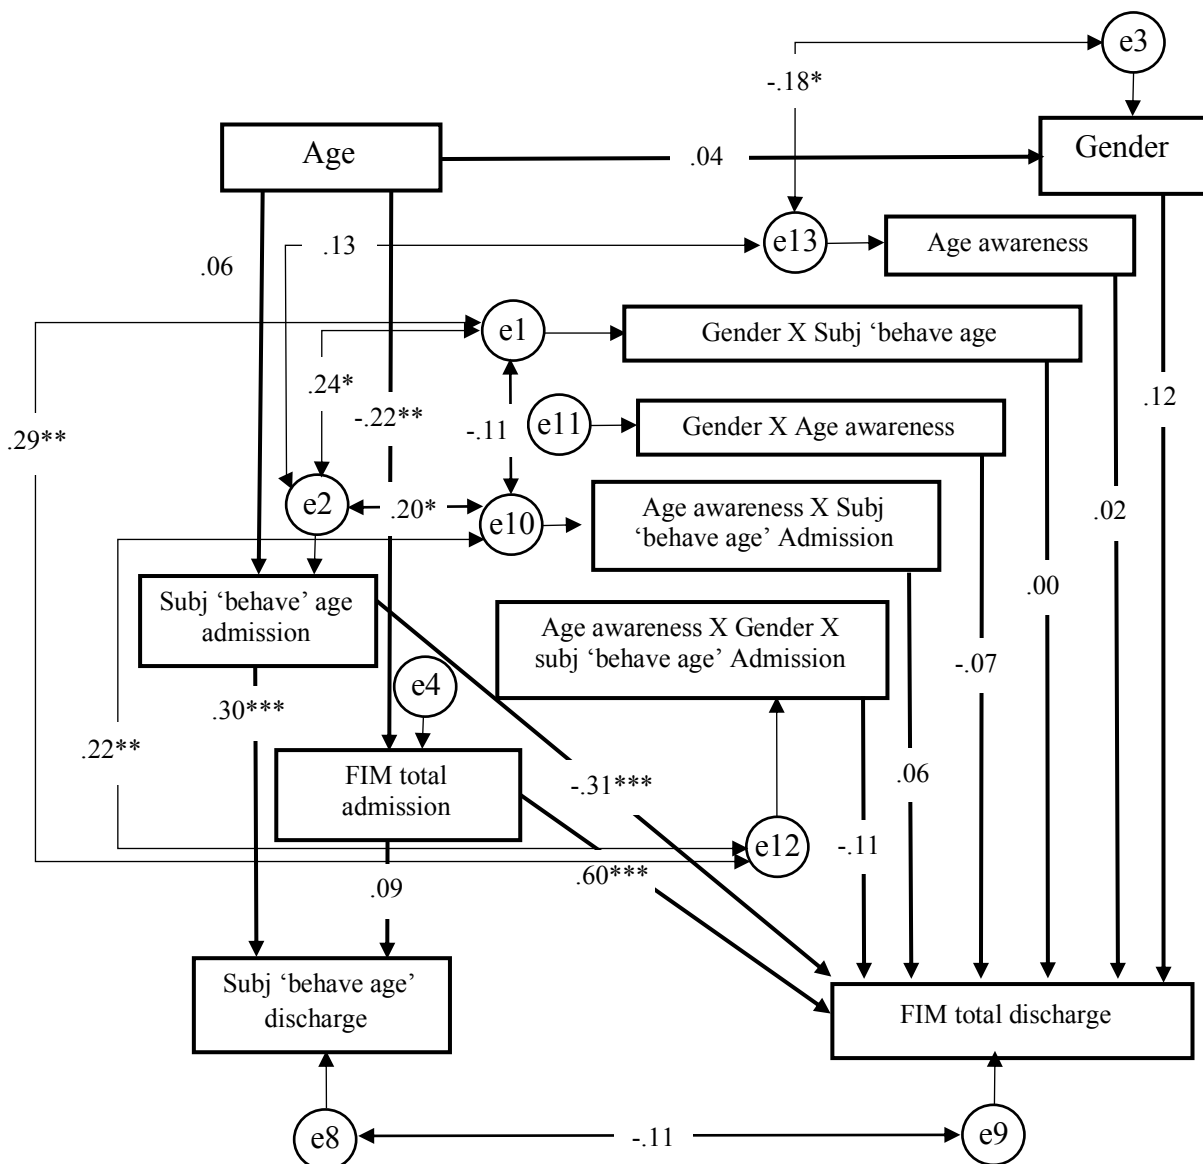 e3
-.18*
Age
.04
Gender
e13
Age awareness
.13
.06
e1
Gender X Subj ‘behave age
.24*
-.22**
-.11
e11
Gender X Age awareness
.12
.29**
e2
.20*
e10
Age awareness X Subj
‘behave age’ Admission
.02
Subj ‘behave’ age
admission
Age awareness X Gender X
subj ‘behave age’ Admission
.00
-.07
e4
.30***
.22**
FIM total
admission
-.31***
.06
e12
-.11
.60***
.09
Subj ‘behave age’
discharge
FIM total discharge
e8
-.11
e9